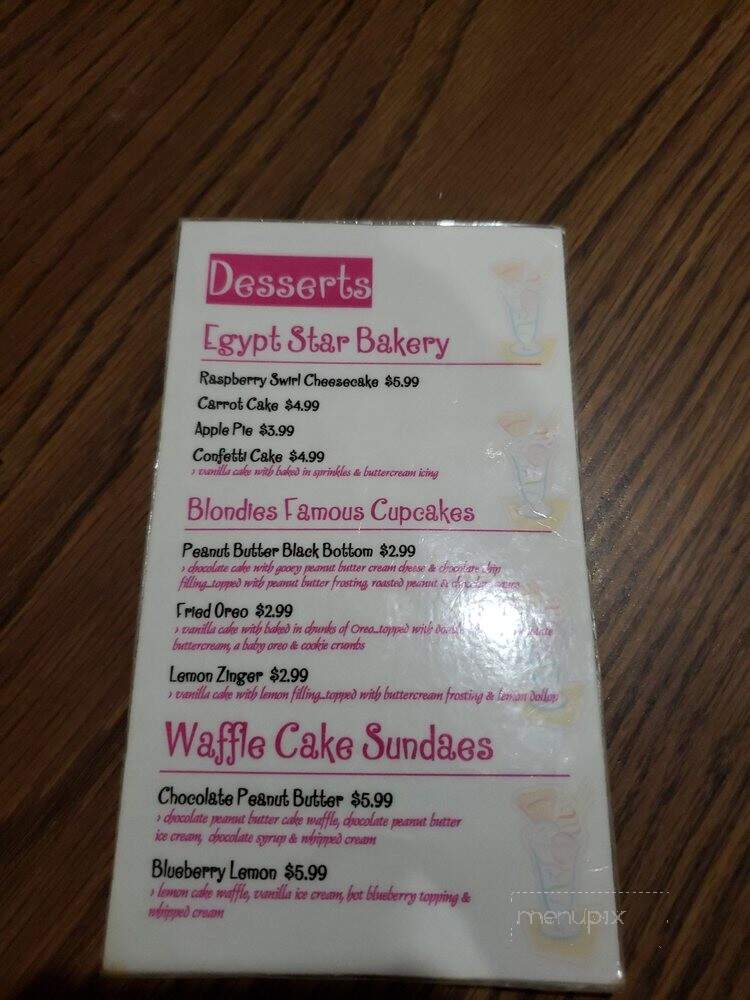 Desserts
Egypt Star Bakery
Raspberry Swirl Cheesecake $5.99
Carrot Cake $4.99
Apple Pie $3.99
Confetti Cake $4.99
› vanilla cake with baked in sprinkles & buttercream icing
Blondies Famous Cupcakes
Peanut Butter Black Bottom $2.99
› chocolate cake with gooey peanut butter cream cheese & chocolate chip
filling...topped with peanut butter frosting, roasted peanut & chocolate
Fried Oreo $2.99
› vanilla cake with baked in chunks of Oreo...topped with
buttercream, a baby oreo & cookie crumbs
Lemon Zinger $2.99
› vanilla cake with lemon filling...topped with buttercream frosting & lemon dollop
Waffle Cake Sundaes
Chocolate Peanut Butter $5.99
› chocolate peanut butter cake waffle, chocolate peanut butter
ice cream, chocolate syrup & whipped cream
Blueberry Lemon $5.99
› lemon cake waffle, vanilla ice cream, hot blueberry topping &
whipped cream
menupix